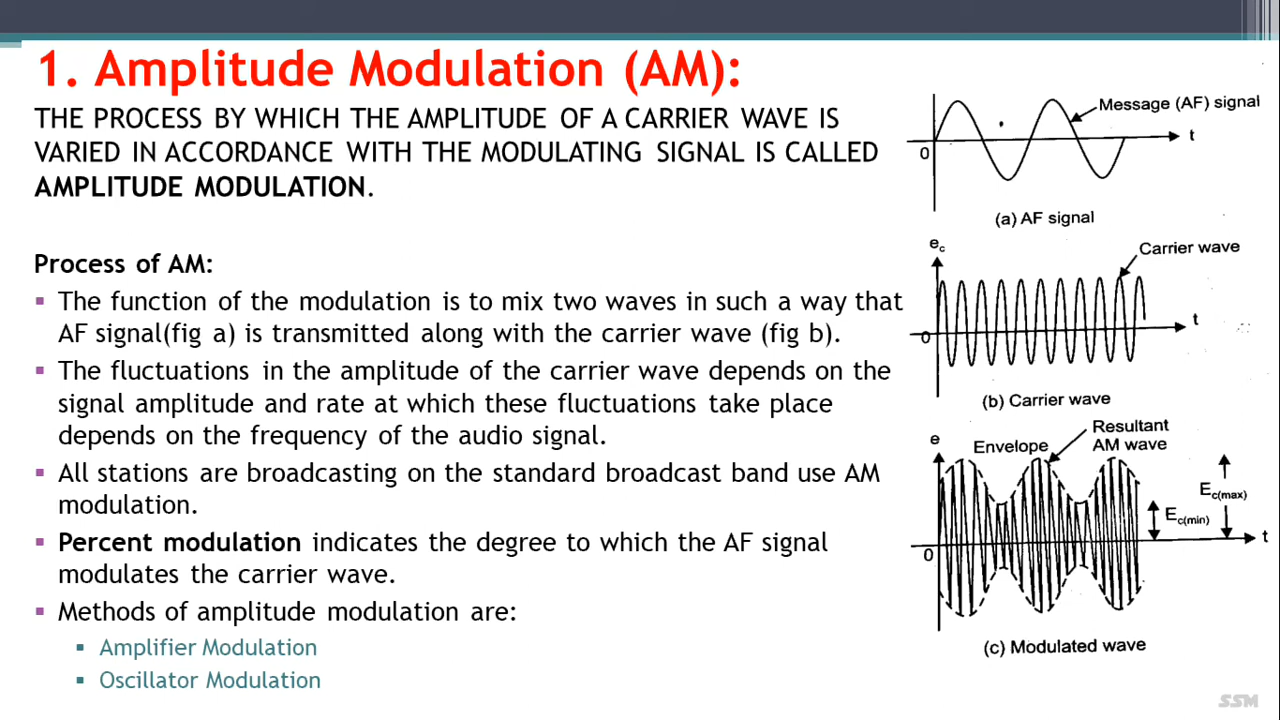 1. Amplitude Modulation (AM):
THE PROCESS BY WHICH THE AMPLITUDE OF A CARRIER WAVE IS
VARIED IN ACCORDANCE WITH THE MODULATING SIGNAL IS CALLED
AMPLITUDE MODULATION.
Process of AM:
▪ The function of the modulation is to mix two waves in such a way that
AF signal(fig a) is transmitted along with the carrier wave (fig b).
▪ The fluctuations in the amplitude of the carrier wave depends on the
signal amplitude and rate at which these fluctuations take place
depends on the frequency of the audio signal.
▪ All stations are broadcasting on the standard broadcast band use AM
modulation.
▪ Percent modulation indicates the degree to which the AF signal
modulates the carrier wave.
▪ Methods of amplitude modulation are:
▪ Amplifier Modulation
▪ Oscillator Modulation
Message (AF) signal
t
0
(a) AF signal
ec
Carrier wave
t
0
(b) Carrier wave
e
Envelope
Resultant
AM wave
Ec(max)
Ec(min)
t
0
(c) Modulated wave
SSM